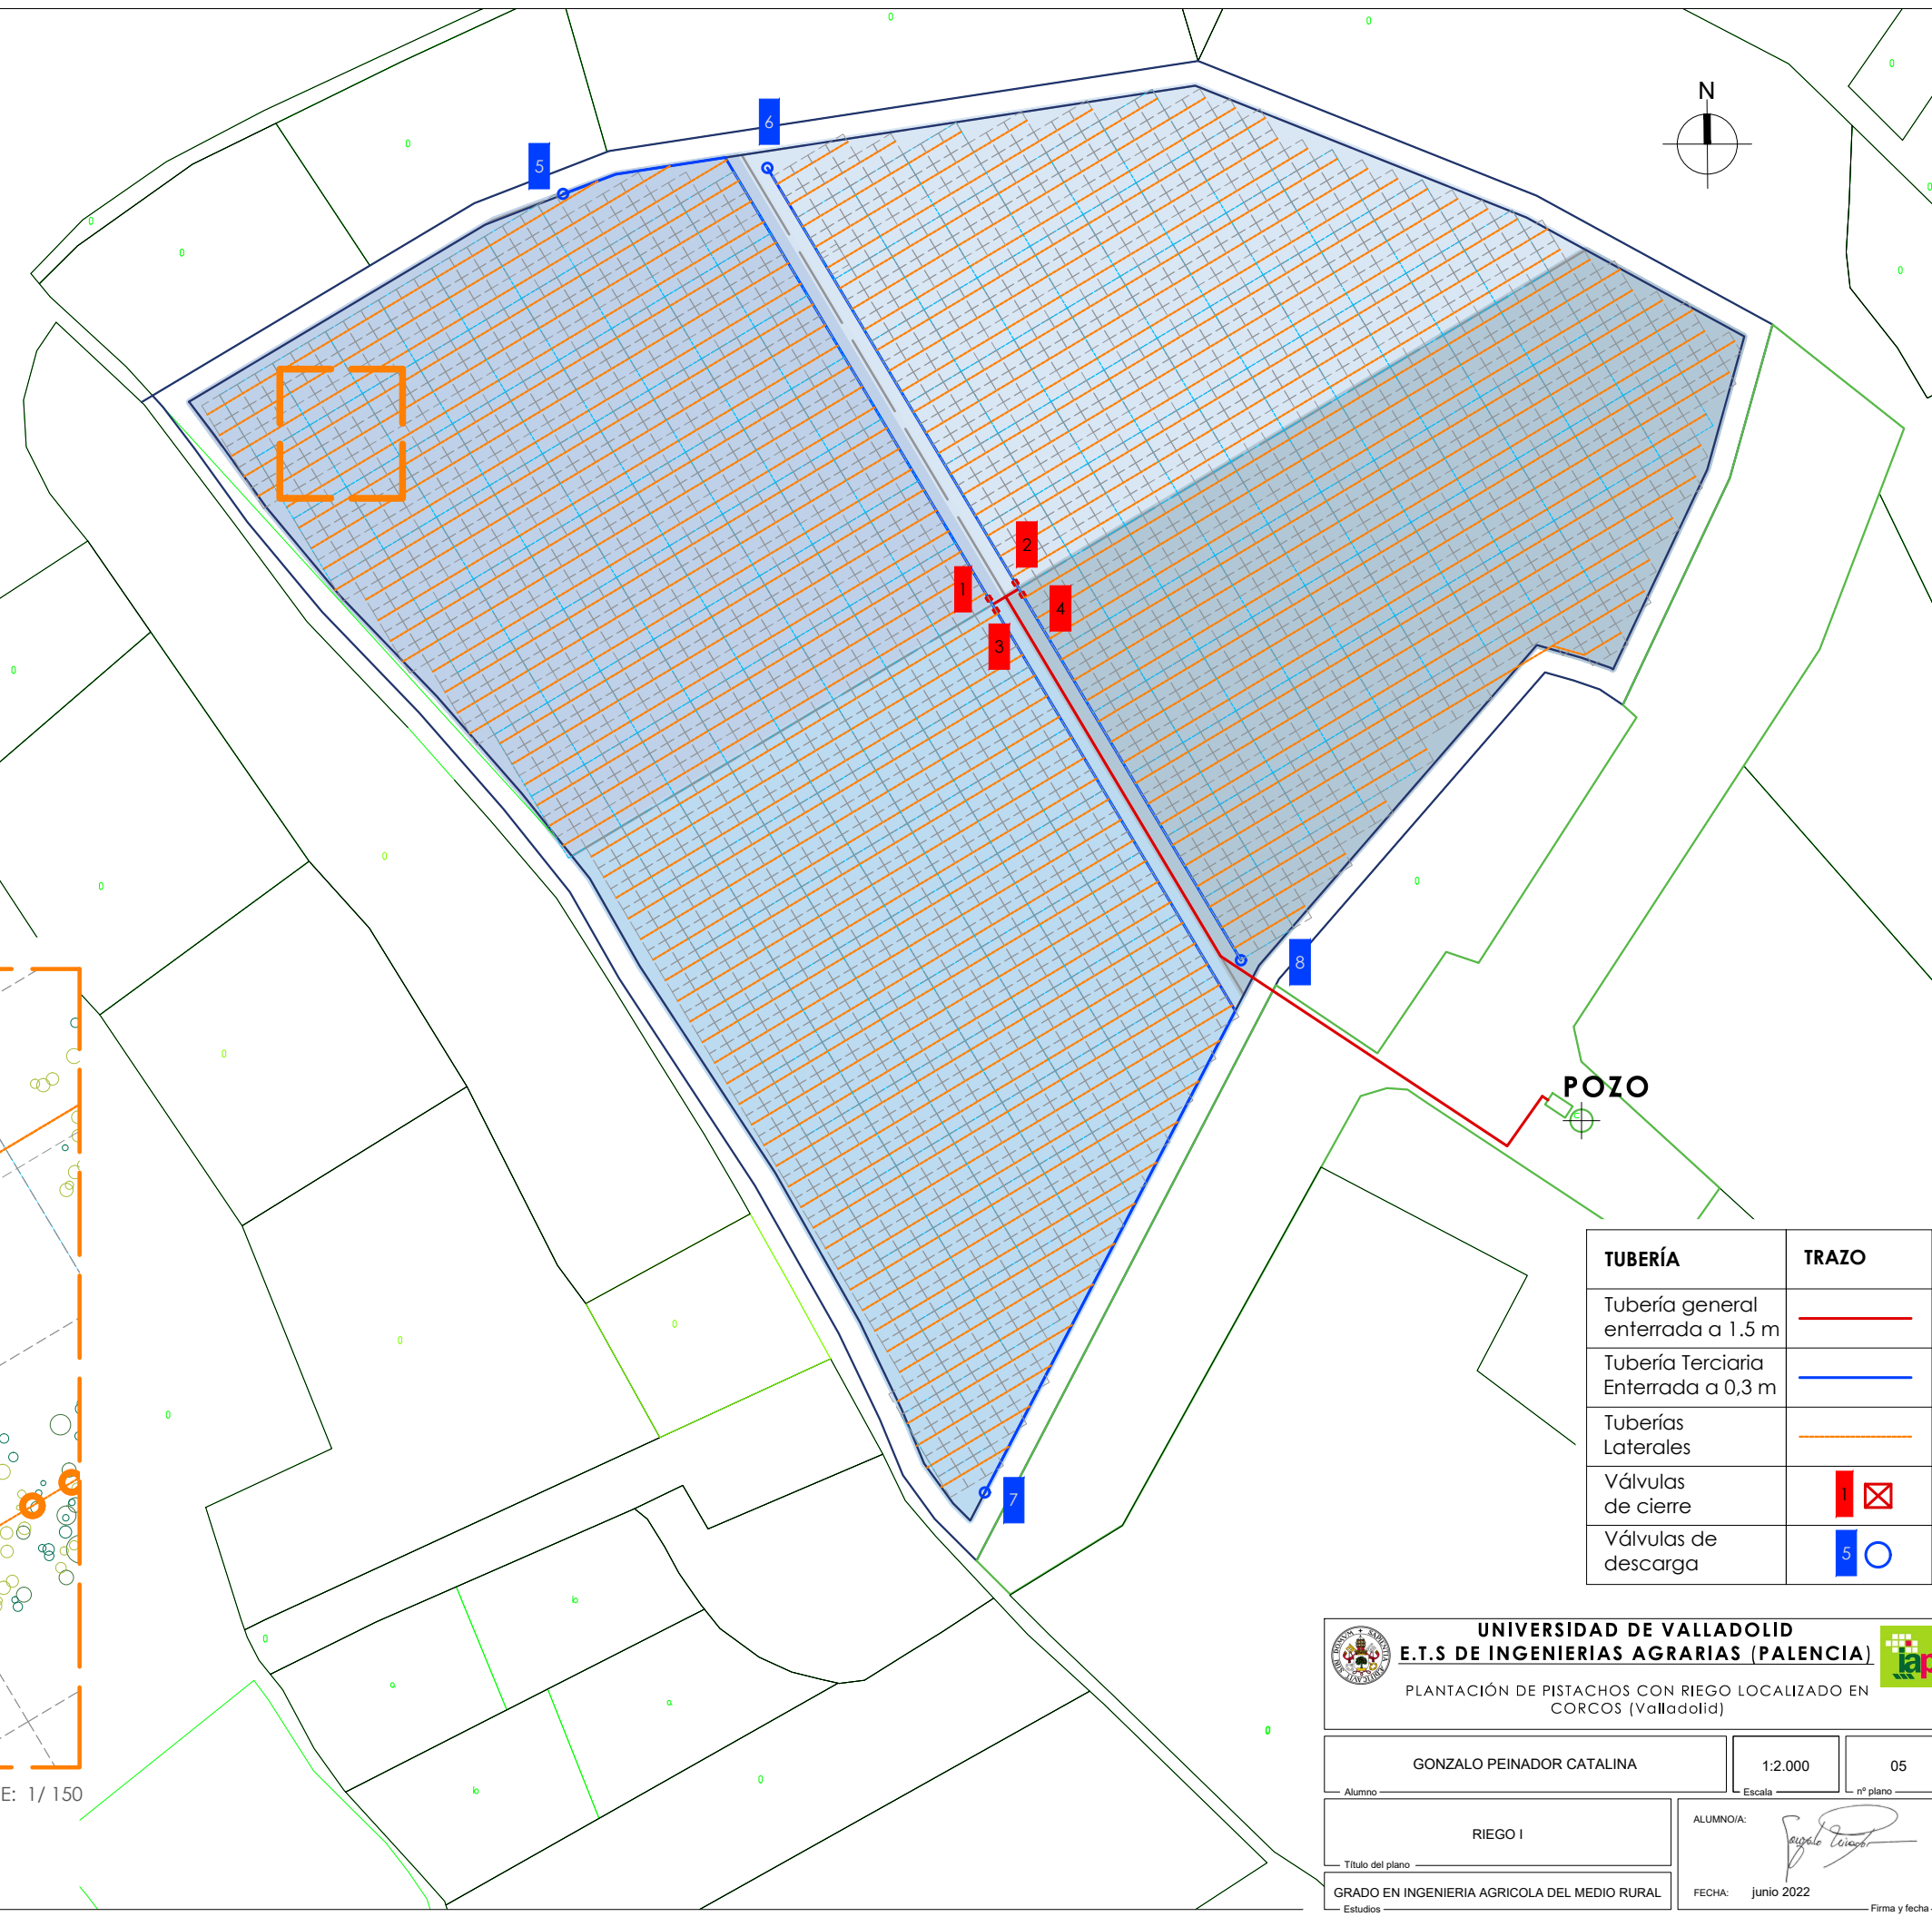 N
6
5
2
1
4
3
8
7
POZO
TUBERÍA TRAZO
Tubería general
enterrada a 1.5 m
Tubería Terciaria
Enterrada a 0,3 m
Tuberías
Laterales
Válvulas
de cierre
1
Válvulas de
descarga
5
E: 1/ 150
UNIVERSIDAD DE VALLADOLID
E.T.S DE INGENIERIAS AGRARIAS (PALENCIA)
iap
PLANTACIÓN DE PISTACHOS CON RIEGO LOCALIZADO EN
CORCOS (Valladolid)
GONZALO PEINADOR CATALINA
Alumno
1:2.000
Escala
05
nº plano
RIEGO I
Título del plano
GRADO EN INGENIERIA AGRICOLA DEL MEDIO RURAL
Estudios
ALUMNO/A:
FECHA: junio 2022
Firma y fecha